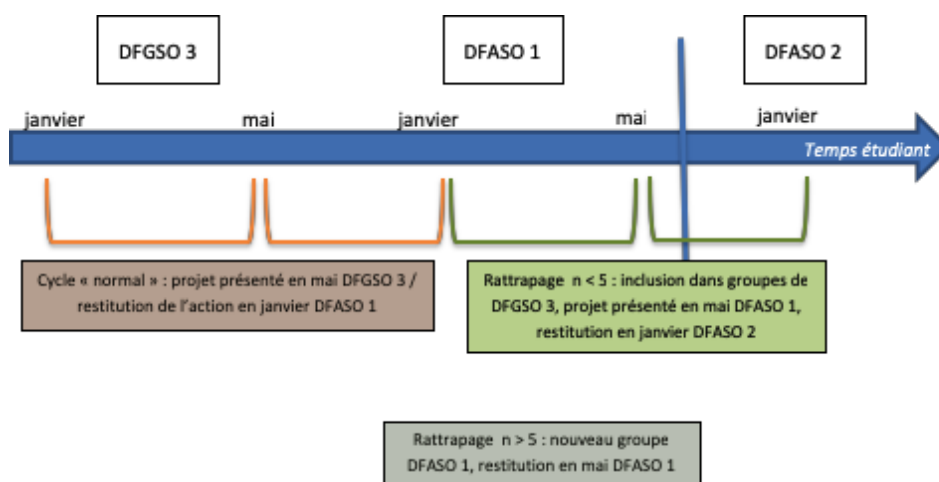 DFGSO 3
DFASO 1
DFASO 2
janvier
mai
janvier
mai
janvier
Temps étudiant
Cycle « normal » : projet présenté en mai DFGSO 3 /
restitution de l'action en janvier DFASO 1
Rattrapage n < 5 : inclusion dans groupes de
DFGSO 3, projet présenté en mai DFASO 1,
restitution en janvier DFASO 2
Rattrapage n > 5 : nouveau groupe
DFASO 1, restitution en mai DFASO 1